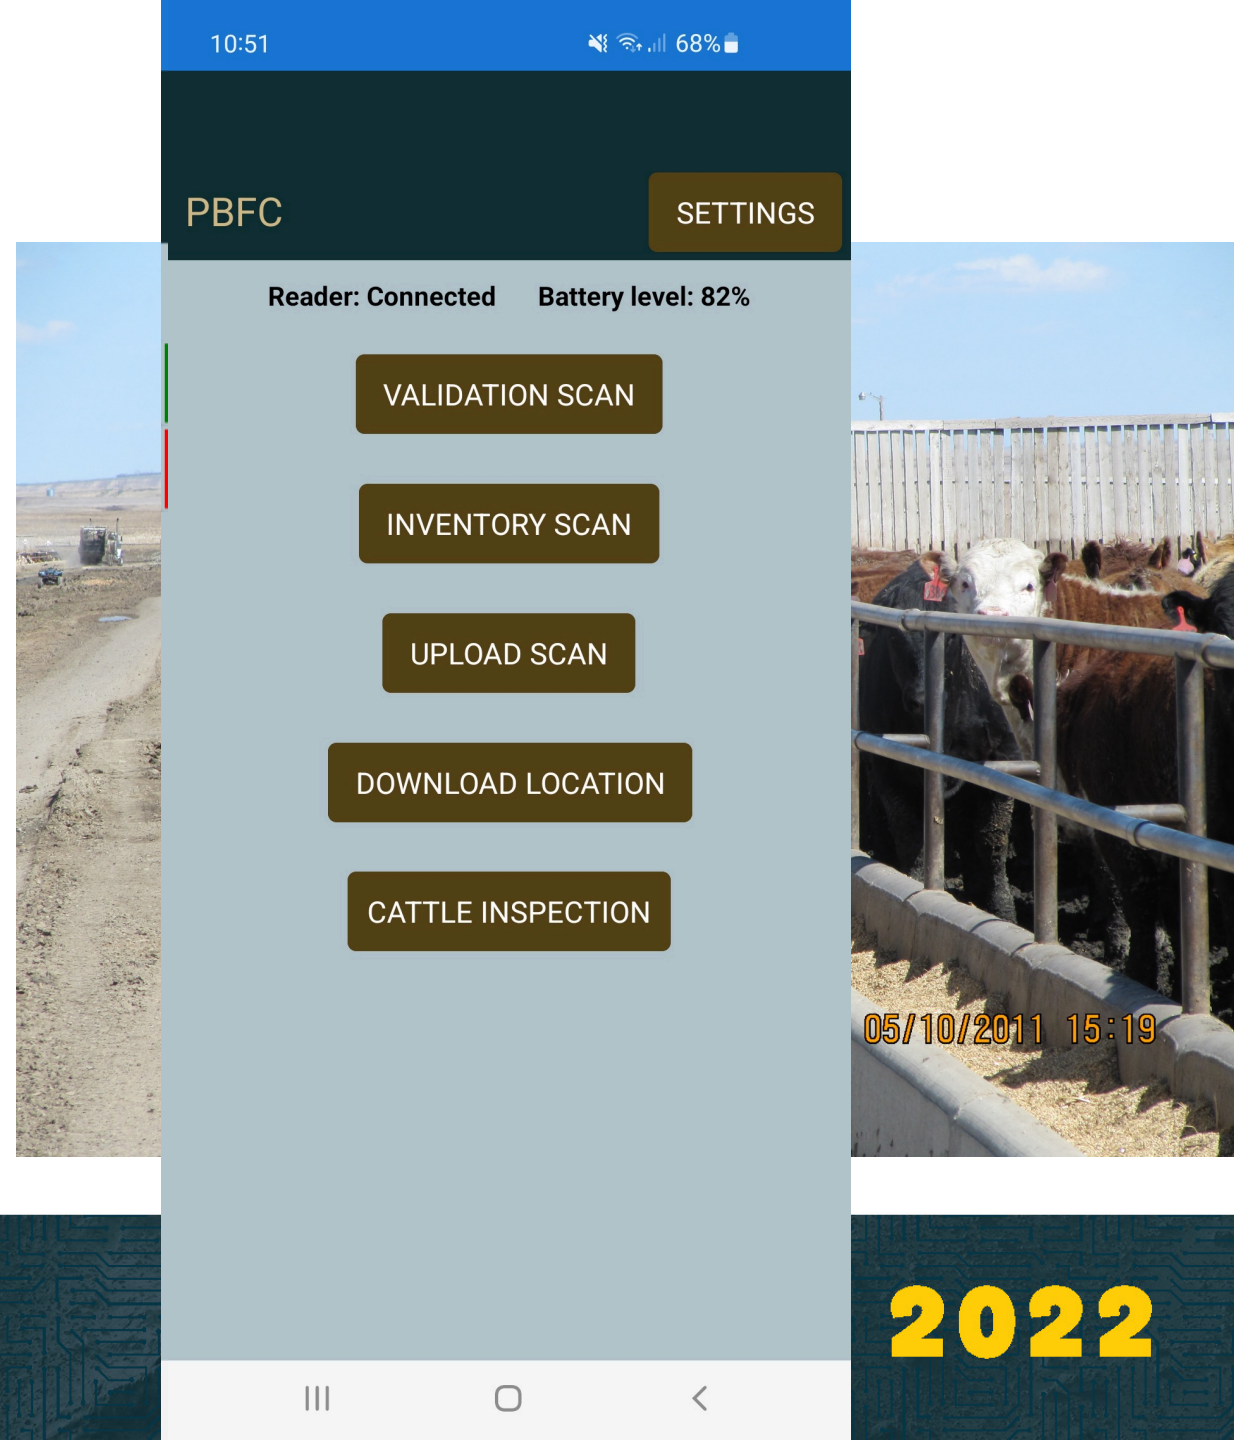 10:51 68%
PBFC SETTINGS
Reader: Connected Battery level: 82%
VALIDATION SCAN
INVENTORY SCAN
UPLOAD SCAN
DOWNLOAD LOCATION
CATTLE INSPECTION
05/10/2011 15:19
2022